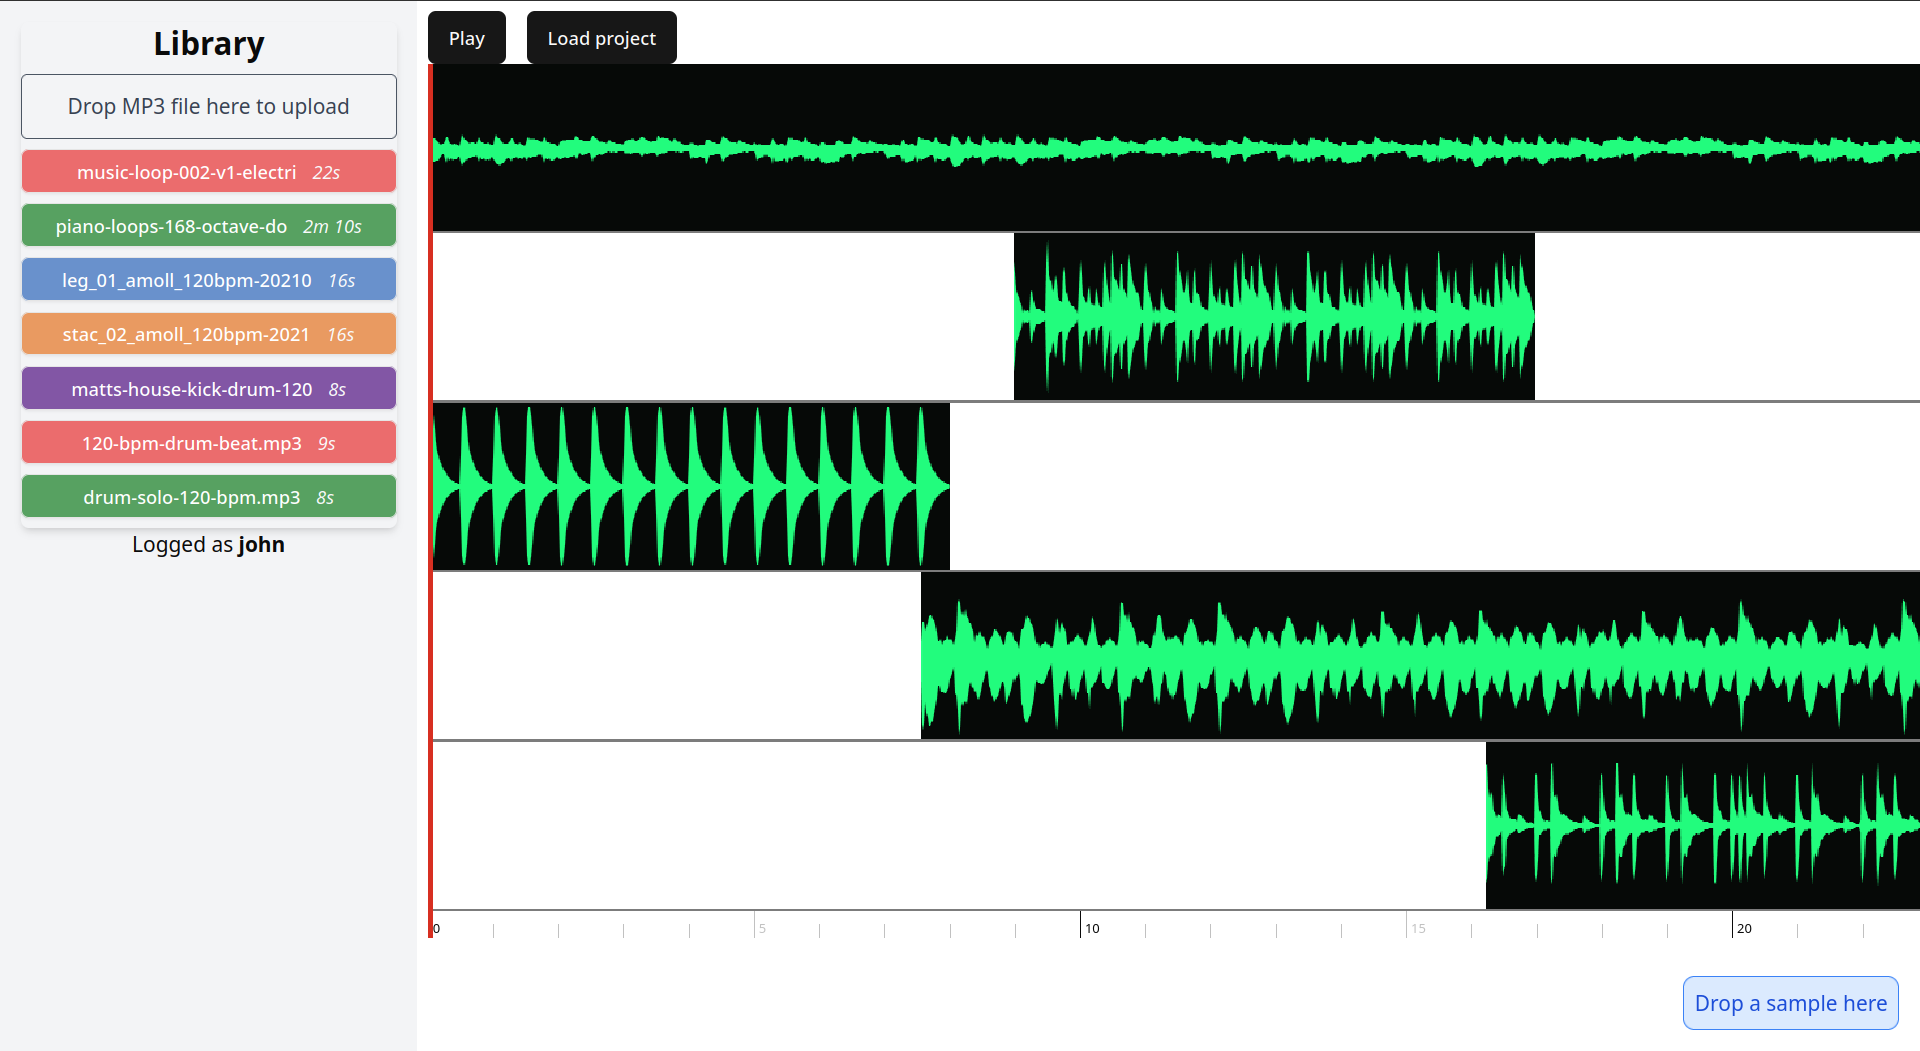 Library
Drop MP3 file here to upload
music-loop-002-v1-electri 22s
piano-loops-168-octave-do 2m 10s
leg_01_amoll_120bpm-20210 16s
stac_02_amoll_120bpm-2021 16s
matts-house-kick-drum-120 8s
120-bpm-drum-beat.mp3 9s
drum-solo-120-bpm.mp3 8s
Logged as john
Play
Load project
0 5 10 15 20
Drop a sample here